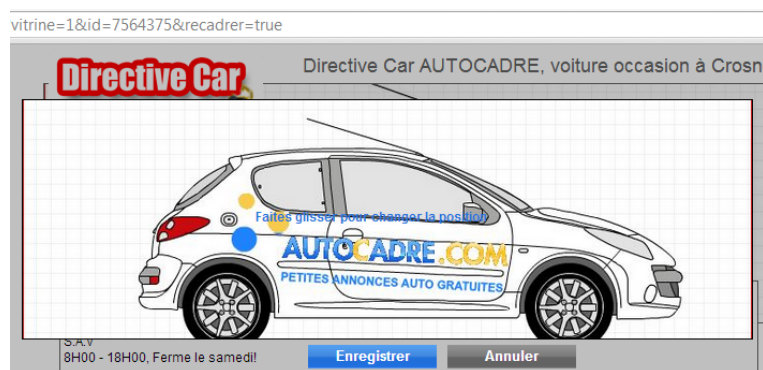 vitrine=1&id=7564375&recadrer=true
Directive Car
Directive Car AUTOCADRE, voiture occasion à Crosn
Faites glisser pour changer la position
AUTOCADRE.COM
PETITES ANNONCES AUTO GRATUITES
S.A.V
8H00 - 18H00, Ferme le samedi!
Enregistrer
Annuler